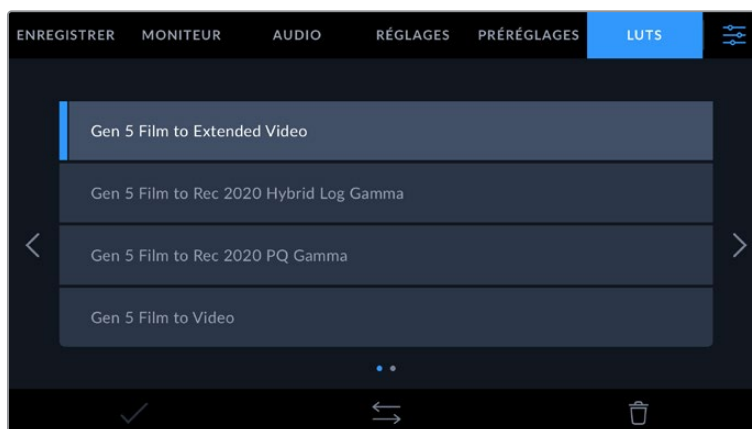 ENREGISTRER MONITEUR AUDIO RÉGLAGES PRÉRÉGLAGES LUTS
Gen 5 Film to Extended Video
Gen 5 Film to Rec 2020 Hybrid Log Gamma
Gen 5 Film to Rec 2020 PQ Gamma
Gen 5 Film to Video